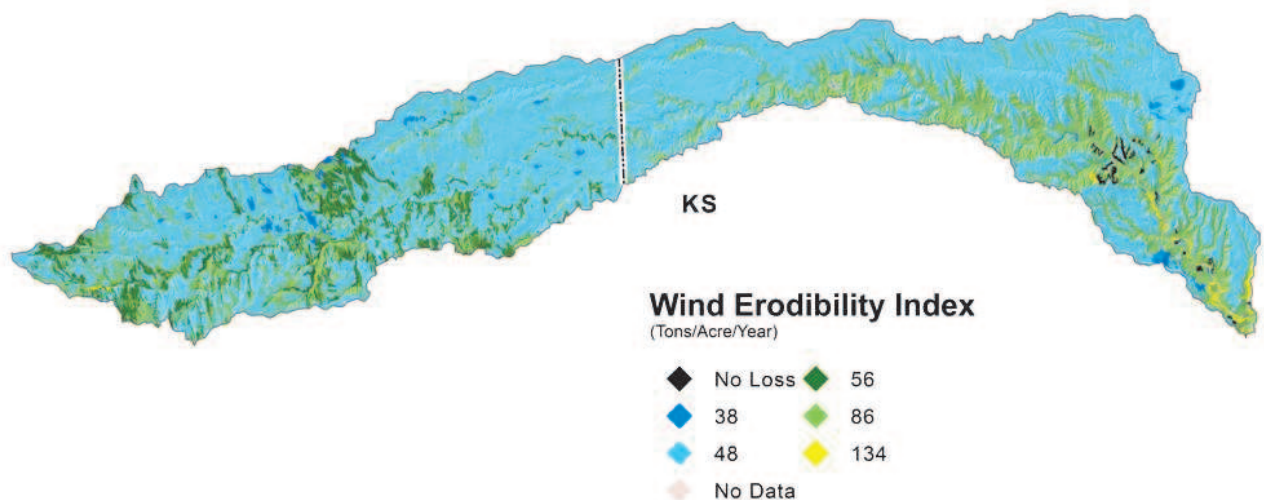 KS
Wind Erodibility Index
(Tons/Acre/Year)
No Loss 56
38 86
48 134
No Data